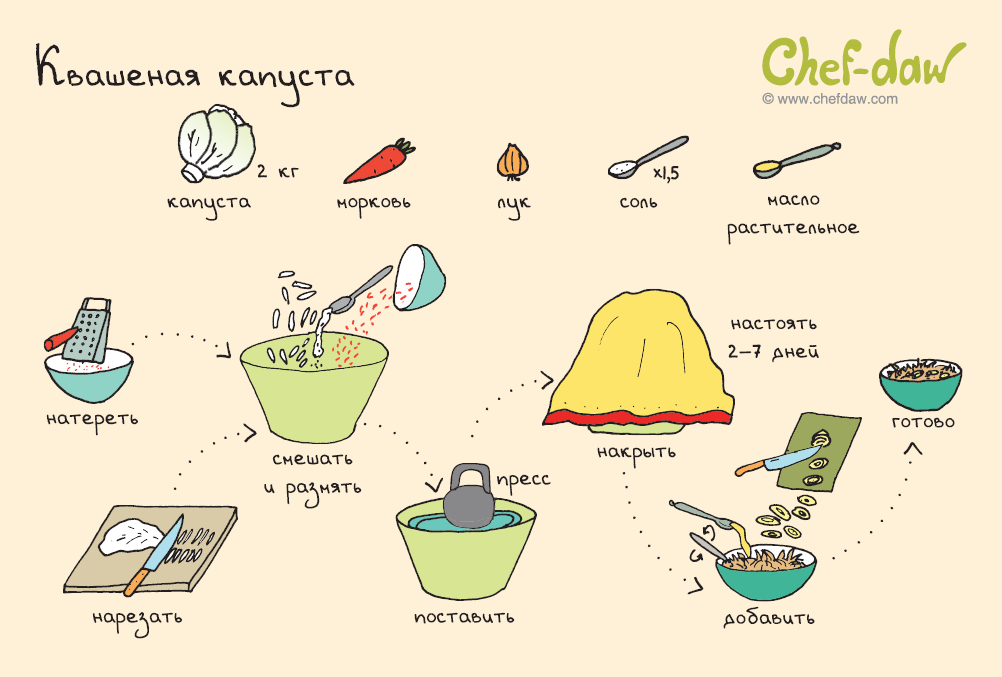 Квашеная капуста
Chef-daw
© www.chefdaw.com
2 кг
капуста
морковь
лук
×1,5
соль
масло
растительное
натереть
смешать
и размять
нарезать
пресс
поставить
накрыть
настоять
2–7 дней
добавить
готово